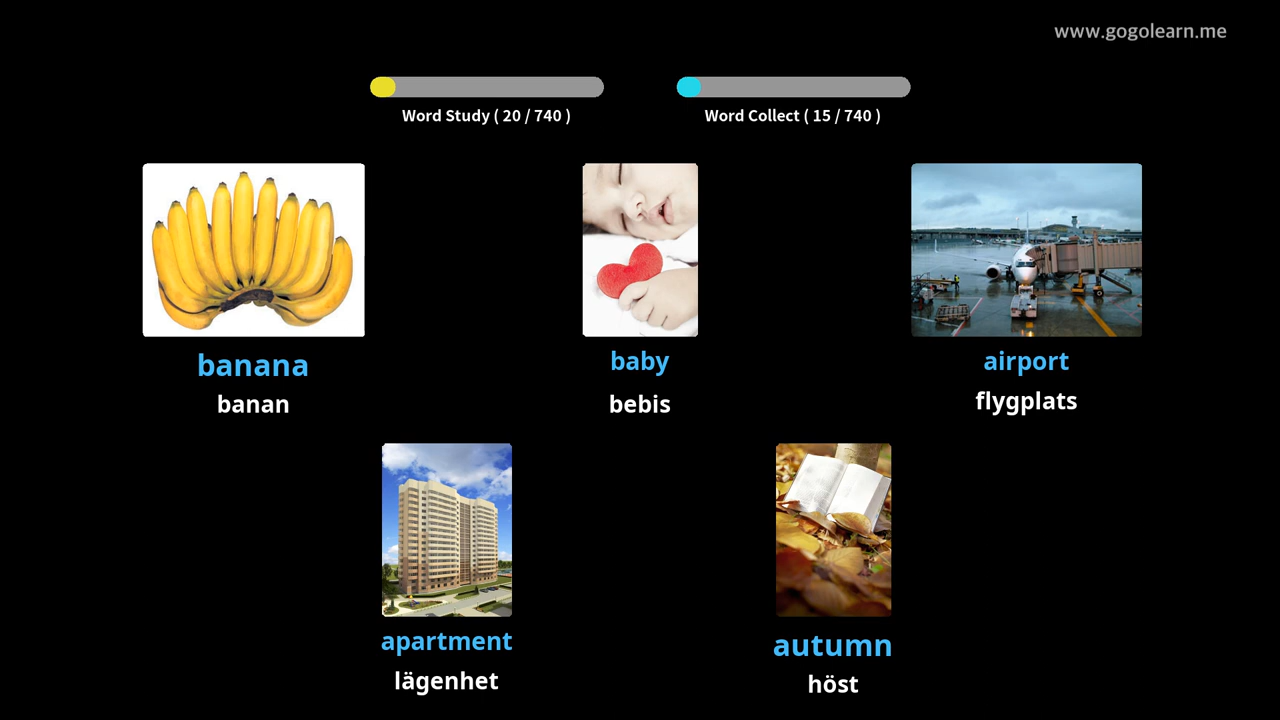 www.gogolearn.me
Word Study ( 20 / 740 )
Word Collect ( 15 / 740 )
banana
banan
baby
bebis
airport
flygplats
apartment
lägenhet
autumn
höst